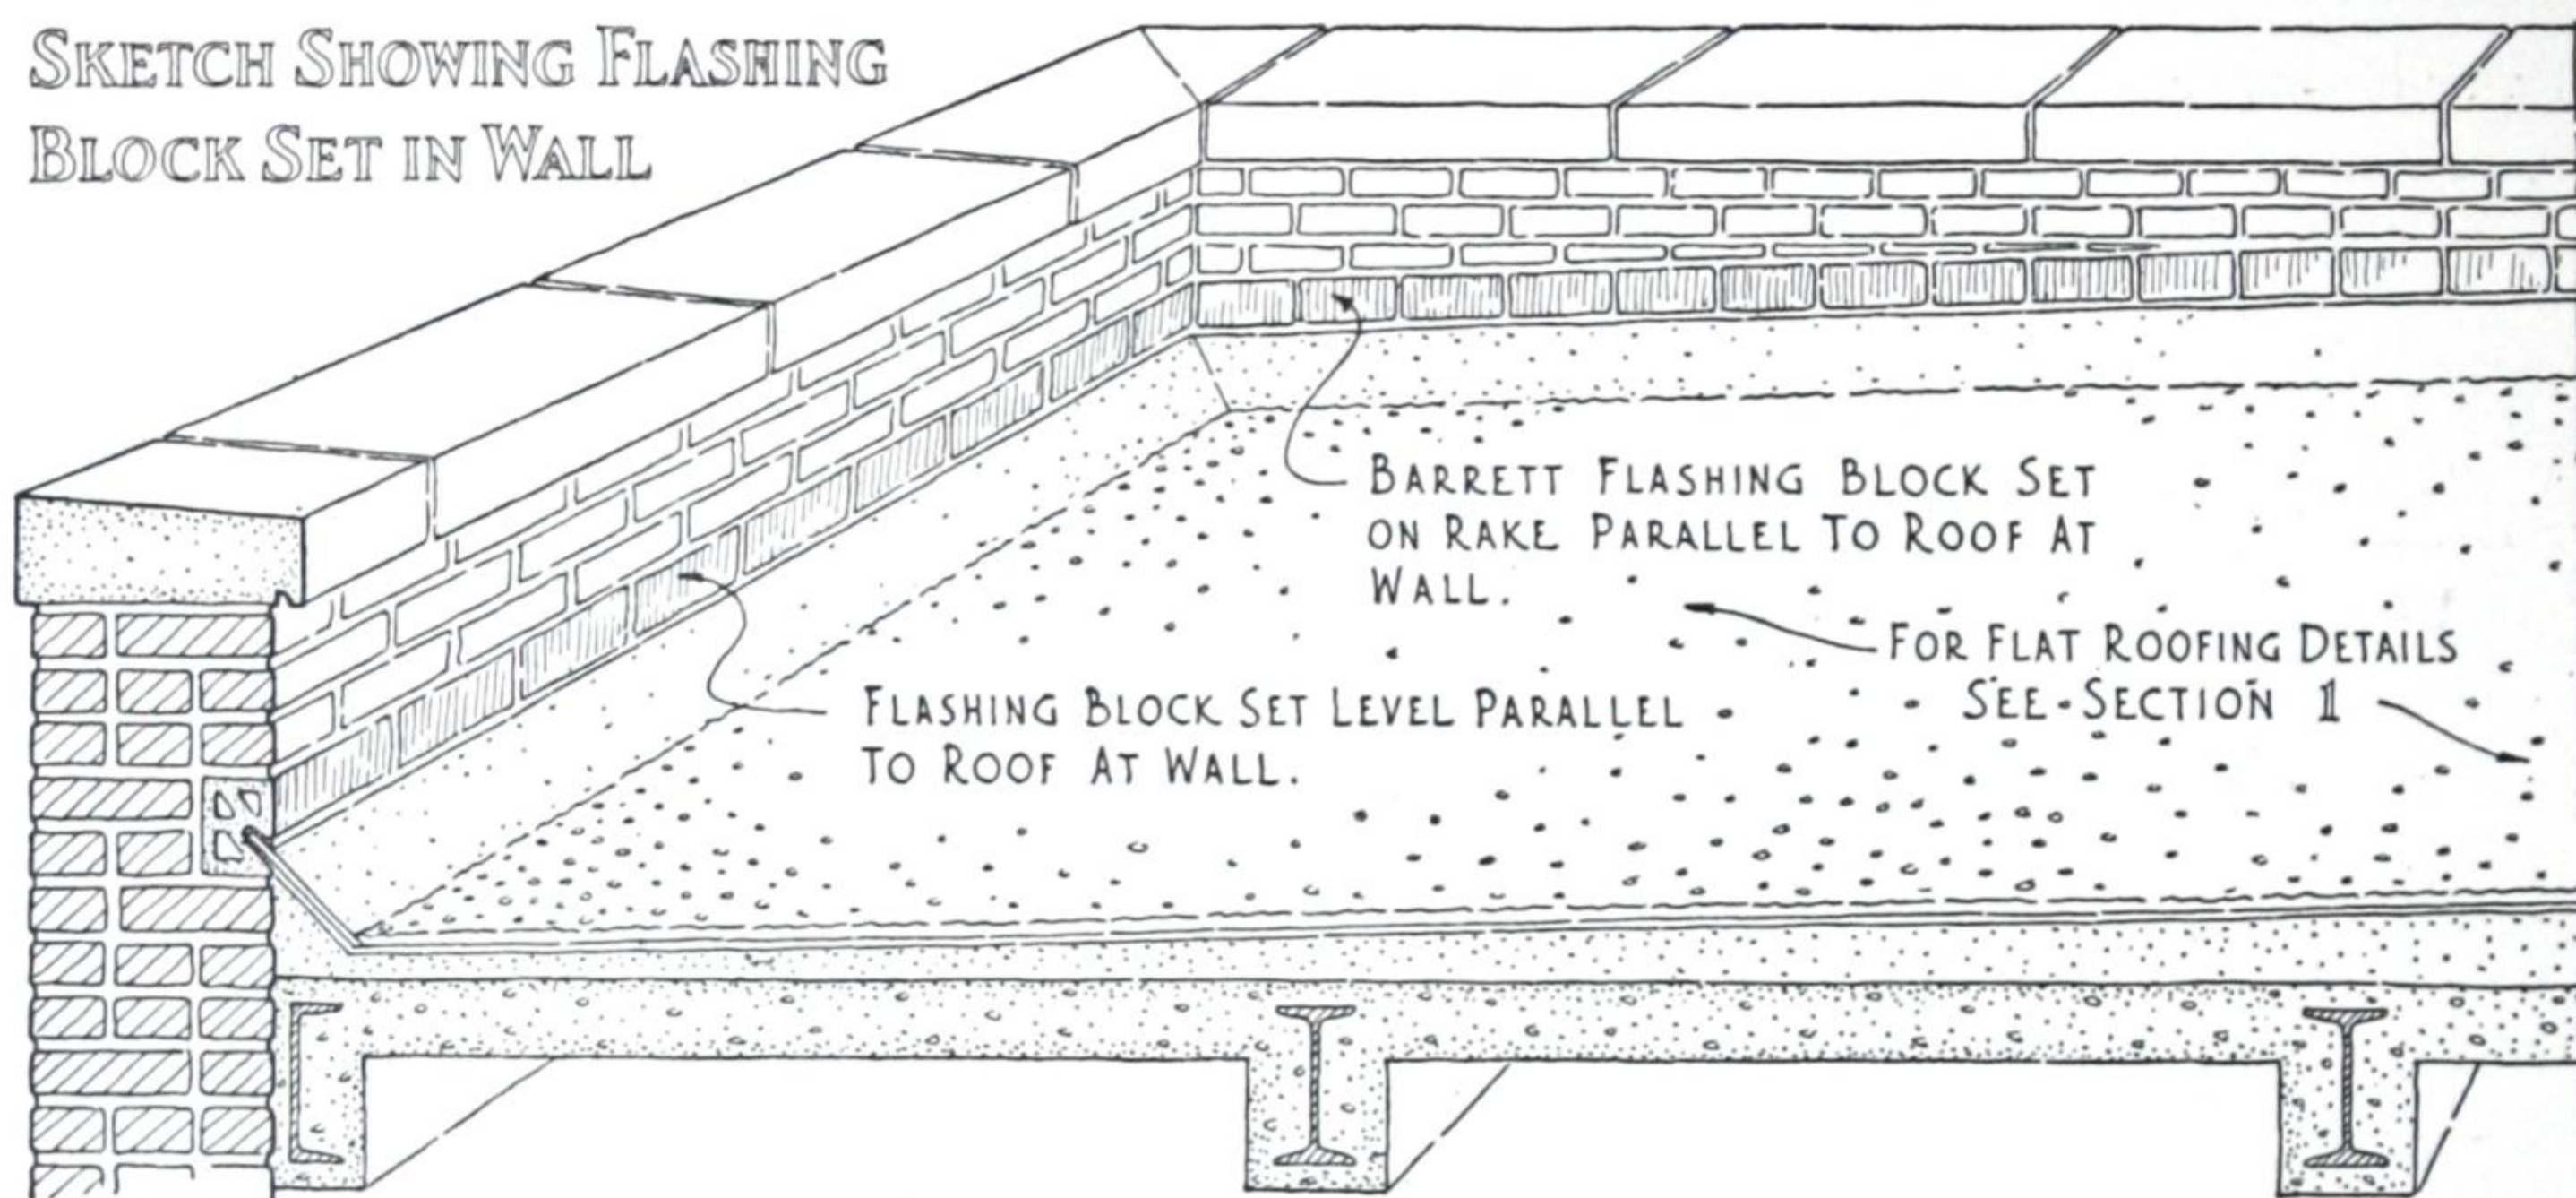 SKETCH SHOWING FLASHING
BLOCK SET IN WALL
BARRETT FLASHING BLOCK SET
ON RAKE PARALLEL TO ROOF AT
WALL.
FOR FLAT ROOFING DETAILS
SEE-SECTION 1
FLASHING BLOCK SET LEVEL PARALLEL
TO ROOF AT WALL.